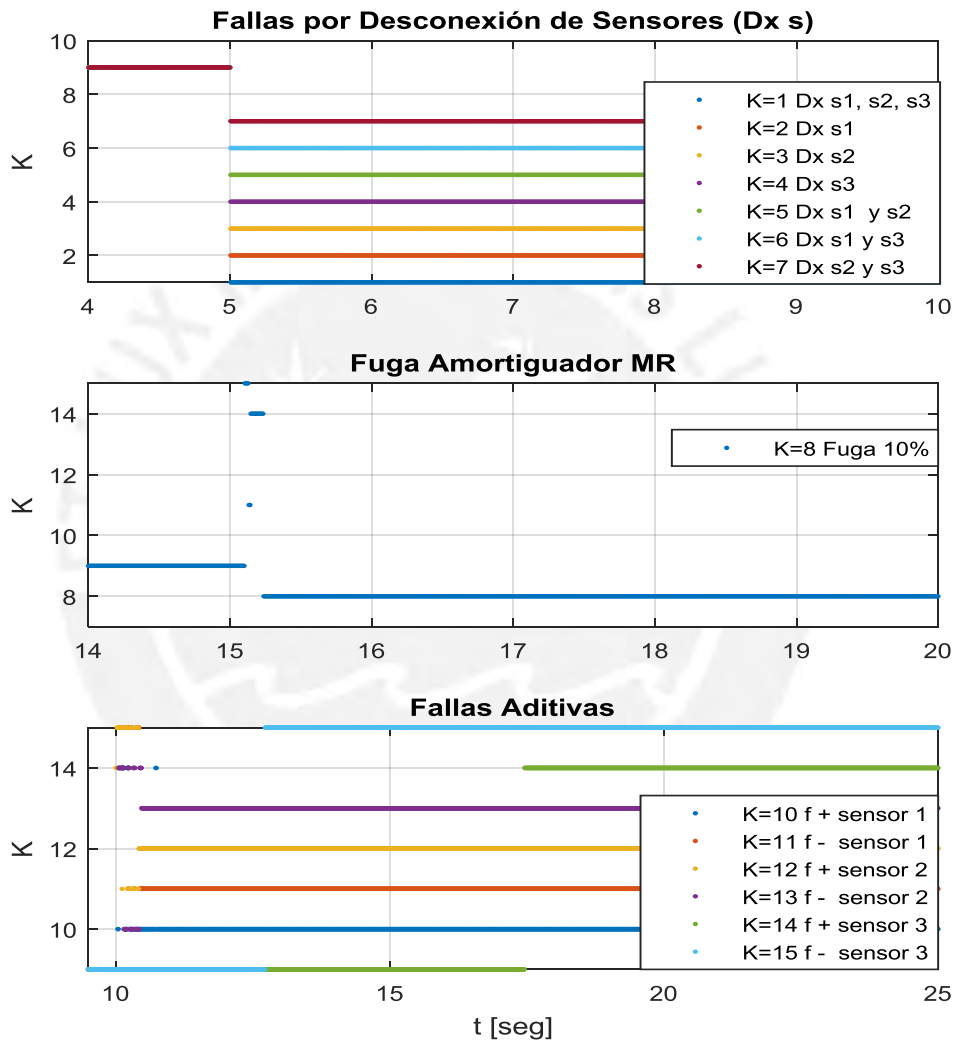 Fallas por Desconexión de Sensores (Dx s)
10
8
6
4
2
K
K=1 Dx s1, s2, s3
K=2 Dx s1
K=3 Dx s2
K=4 Dx s3
K=5 Dx s1 y s2
K=6 Dx s1 y s3
K=7 Dx s2 y s3
4 5 6 7 8 9 10
Fuga Amortiguador MR
14
12
10
8
K
K=8 Fuga 10%
14 15 16 17 18 19 20
Fallas Aditivas
14
12
10
K
K=10 f + sensor 1
K=11 f - sensor 1
K=12 f + sensor 2
K=13 f - sensor 2
K=14 f + sensor 3
K=15 f - sensor 3
10 15 20 25
t [seg]